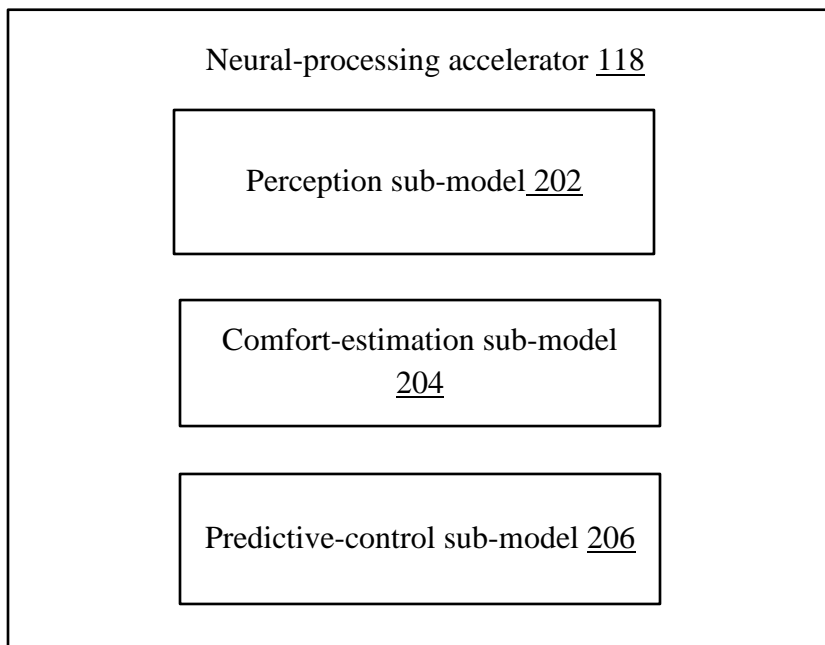 Neural-processing accelerator 118
Perception sub-model 202
Comfort-estimation sub-model
204
Predictive-control sub-model 206